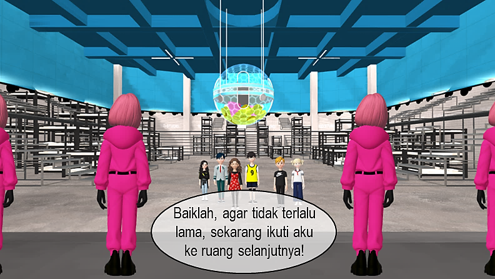 Baiklah, agar tidak terlalu
lama, sekarang ikuti aku
ke ruang selanjutnya!